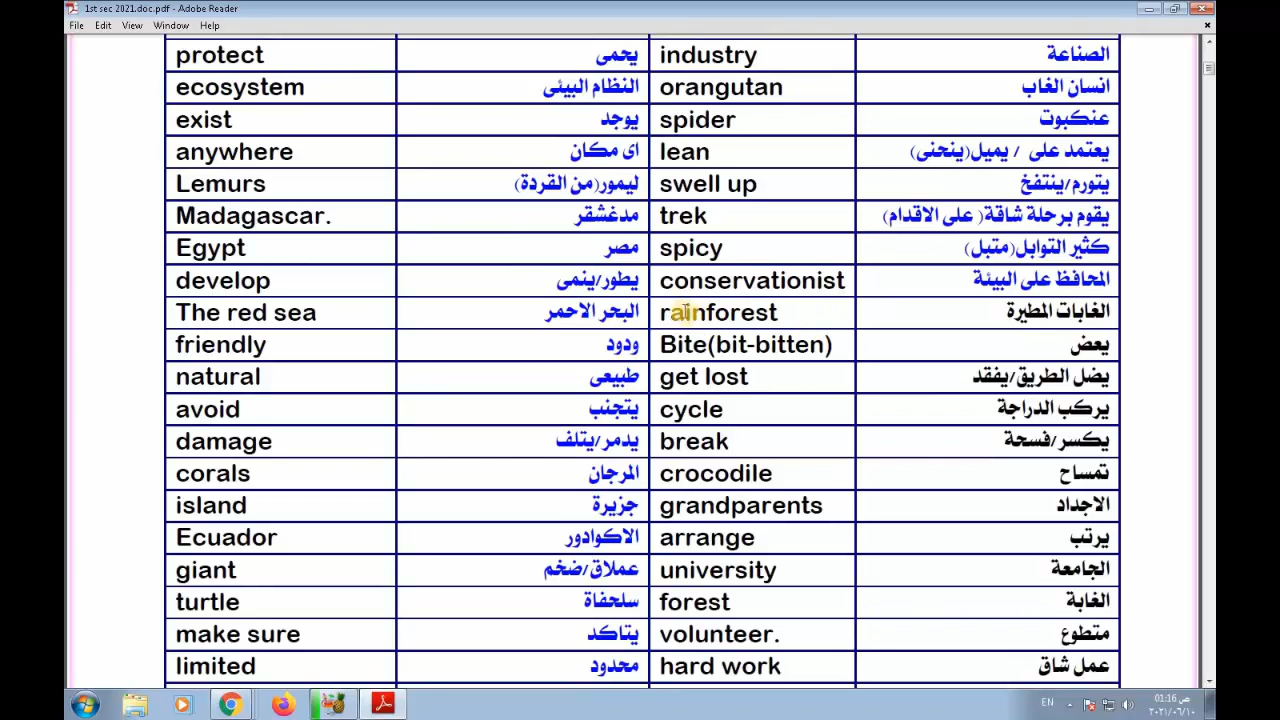 1st sec 2021.doc.pdf - Adobe Reader
File Edit View Window Help
protect يحمى industry الصناعة
ecosystem النظام البيئى orangutan انسان الغاب
exist يوجد spider عنكبوت
anywhere اى مكان lean يعتمد على / يميل(ينحنى)
Lemurs ليمور(من القردة) swell up يتورم/ينتفخ
Madagascar. مدغشقر trek يقوم برحلة شاقة( على الاقدام)
Egypt مصر spicy كثير التوابل(متبل)
develop يطور/ينمى conservationist المحافظ على البيئة
The red sea البحر الاحمر rainforest الغابات المطيرة
friendly ودود Bite(bit-bitten) يعض
natural طبيعى get lost يضل الطريق/يفقد
avoid يتجنب cycle يركب الدراجة
damage يدمر/يتلف break يكسر/فسحة
corals المرجان crocodile تمساح
island جزيرة grandparents الاجداد
Ecuador الاكوادور arrange يرتب
giant عملاق/ضخم university الجامعة
turtle سلحفاة forest الغابة
make sure يتاكد volunteer. متطوع
limited محدود hard work عمل شاق
EN
01:16 ص
٢٠٢١/٠٦/١٠